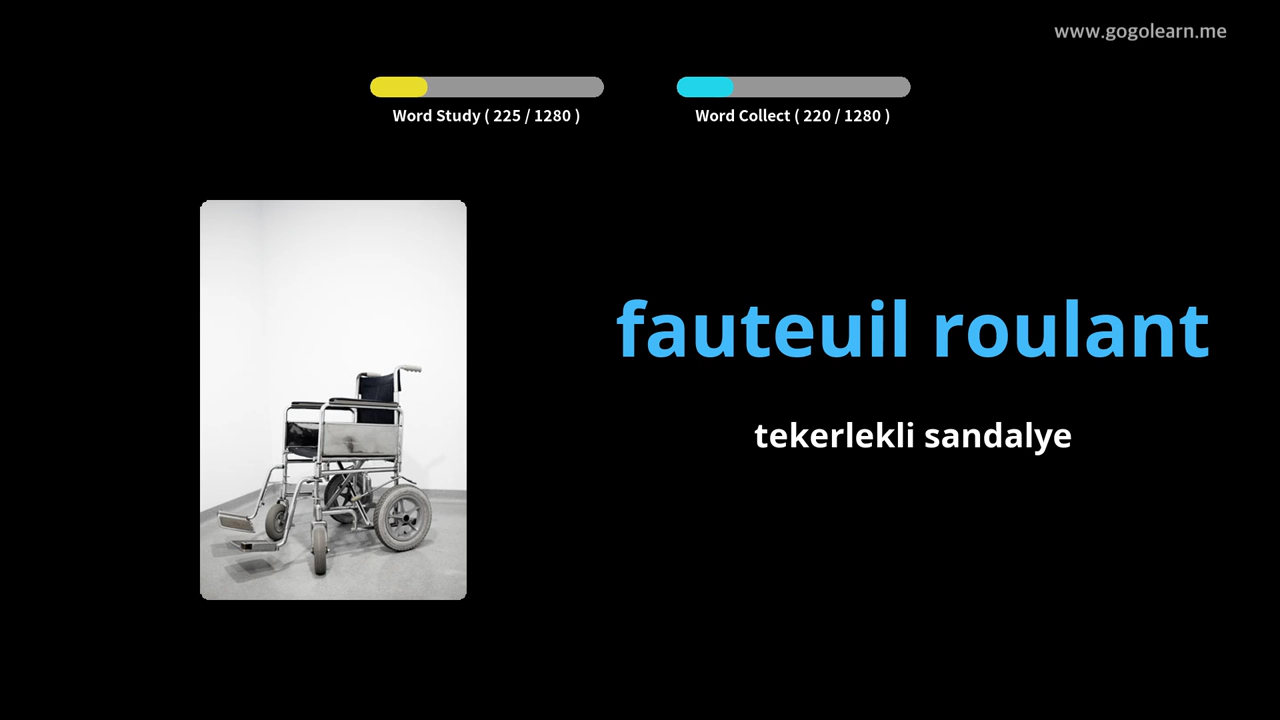 www.gogolearn.me
Word Study ( 225 / 1280 )
Word Collect ( 220 / 1280 )
fauteuil roulant
tekerlekli sandalye